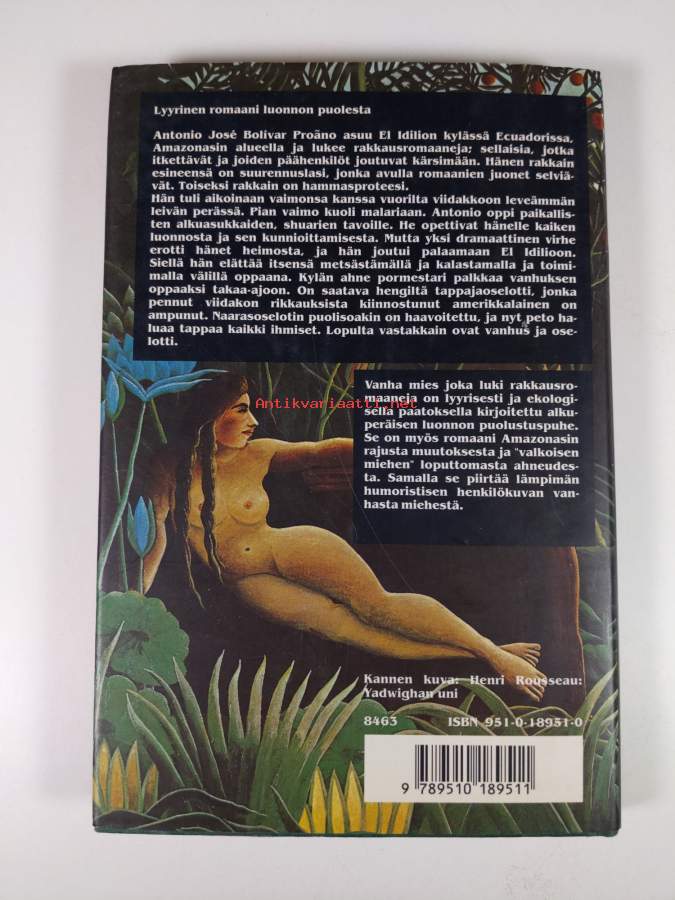 Lyyrinen romaani luonnon puolesta
Antonio José Bolívar Proãno asuu El Idilion kylässä Ecuadorissa,
Amazonasin alueella ja lukee rakkausromaaneja; sellaisia, jotka
itkettävät ja joiden päähenkilöt joutuvat kärsimään. Hänen rakkain
esineensä on suurennuslasi, jonka avulla romaanien juonet selviä-
vät. Toiseksi rakkain on hammasproteesi.
Hän tuli aikoinaan vaimonsa kanssa vuorilta viidakkoon leveämmän
leivän perässä. Pian vaimo kuoli malariaan. Antonio oppi paikallis-
ten alkuasukkaiden, shuarien tavoille. He opettivat hänelle kaiken
luonnosta ja sen kunnioittamisesta. Mutta yksi dramaattinen virhe
erotti hänet heimosta, ja hän joutui palaamaan El Idilioon.
Siellä hän elättää itsensä metsästämällä ja kalastamalla ja toimi-
malla välillä oppaana. Kylän ahne pormestari palkkaa vanhuksen
oppaaksi takaa-ajoon. On saatava hengiltä tappajaoselotti, jonka
pennut viidakon rikkauksista kiinnostunut amerikkalainen on
ampunut. Naarasoselotin puolisoakin on haavoitettu, ja nyt peto ha-
luaa tappaa kaikki ihmiset. Lopulta vastakkain ovat vanhus ja ose-
lotti.
Vanha mies joka luki rakkausro-
maaneja on lyyrisesti ja ekologi-
sella paatoksella kirjoitettu alku-
peräisen luonnon puolustuspuhe.
Se on myös romaani Amazonasin
rajusta muutoksesta ja "valkoisen
miehen" loputtomasta ahneudes-
ta. Samalla se piirtää lämpimän
humoristisen henkilökuvan van-
hasta miehestä.
Antikvariaatti.net
Kannen kuva: Henri Rousseau:
Yadwighan uni
8463 ISBN 951-0-18951-0
9 789510 189511